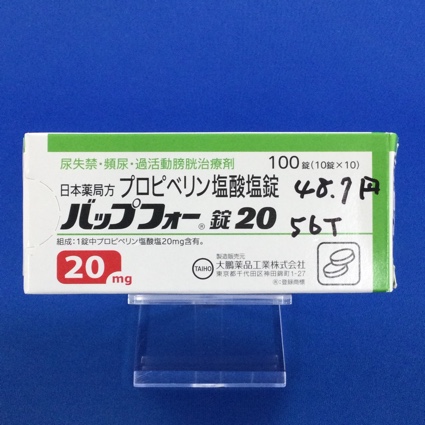 尿失禁・頻尿・過活動膀胱治療剤
100錠(10錠×10)
日本薬局方 プロピベリン塩酸塩錠
48.7円
バップフォー®錠20
56T
組成:1錠中プロピベリン塩酸塩20mg含有。
20mg
製造販売元
TAIHO 大鵬薬品工業株式会社
東京都千代田区神田錦町1-27
®:登録商標